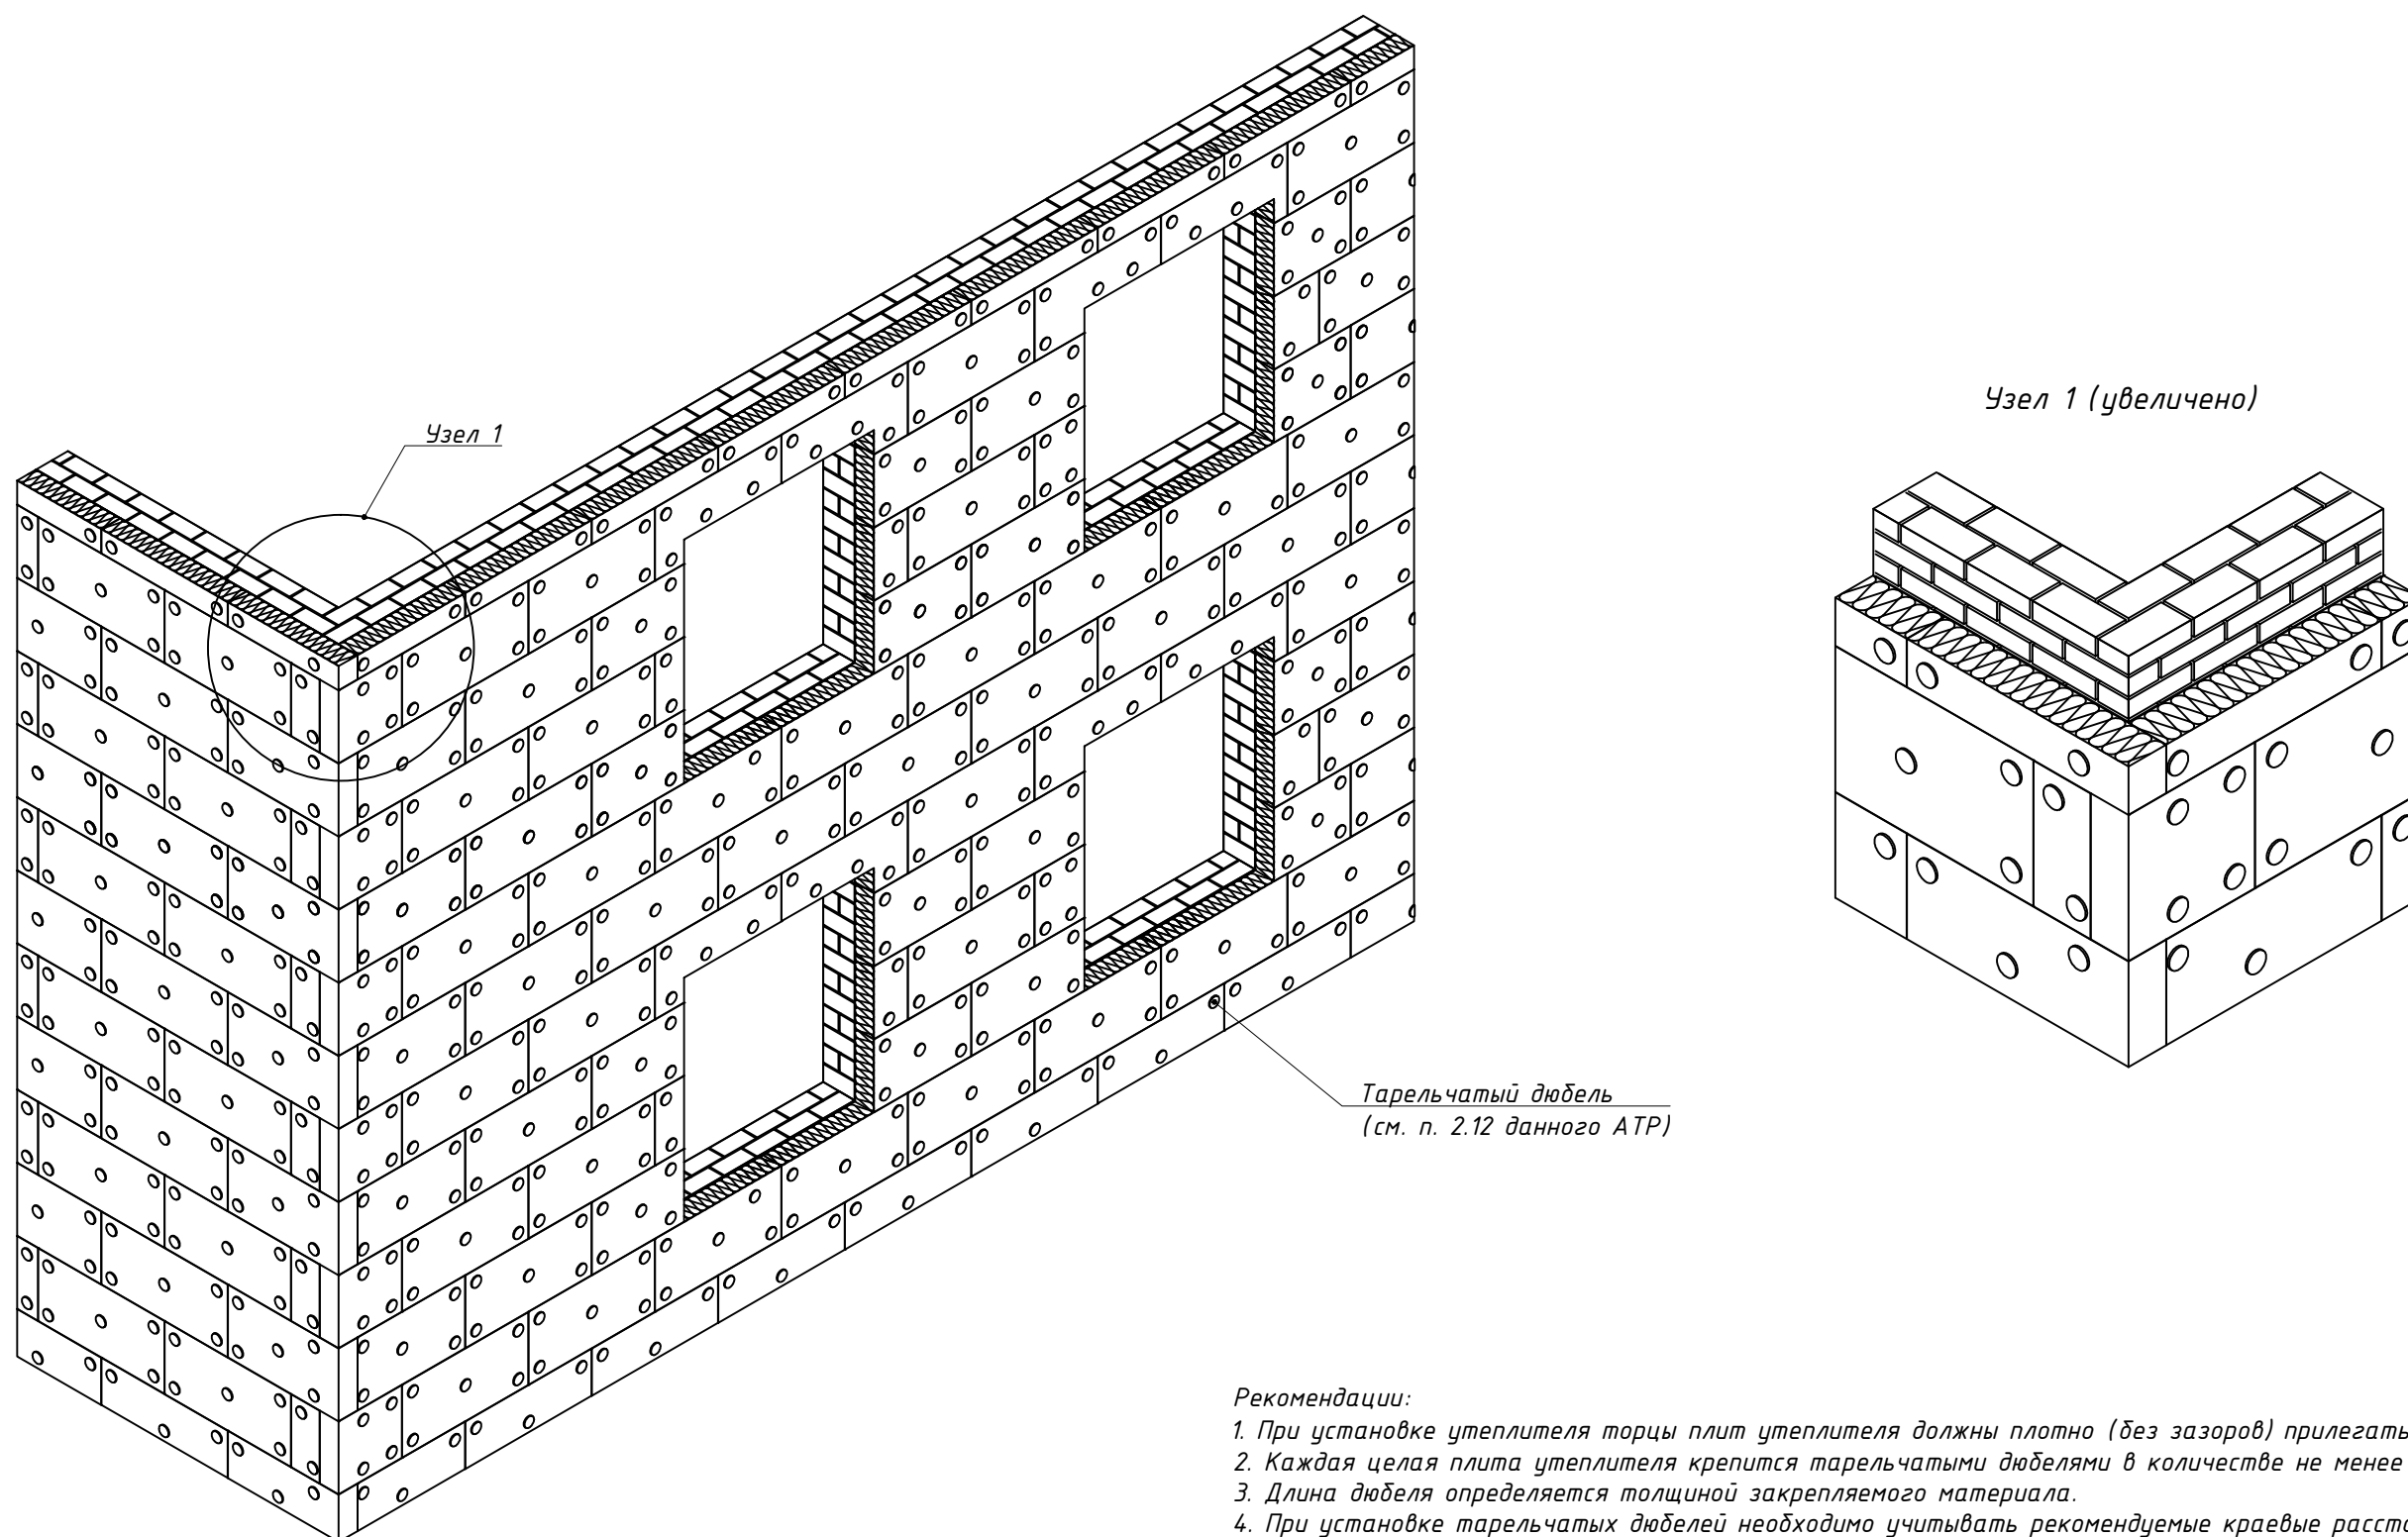 Узел 1
Узел 1 (увеличено)
Тарельчатый дюбель
(см. п. 2.12 данного АТР)
Рекомендации:
1. При установке утеплителя торцы плит утеплителя должны плотно (без зазоров) прилегать
2. Каждая целая плита утеплителя крепится тарельчатыми дюбелями в количестве не менее
3. Длина дюбеля определяется толщиной закрепляемого материала.
4. При установке тарельчатых дюбелей необходимо учитывать рекомендуемые краевые